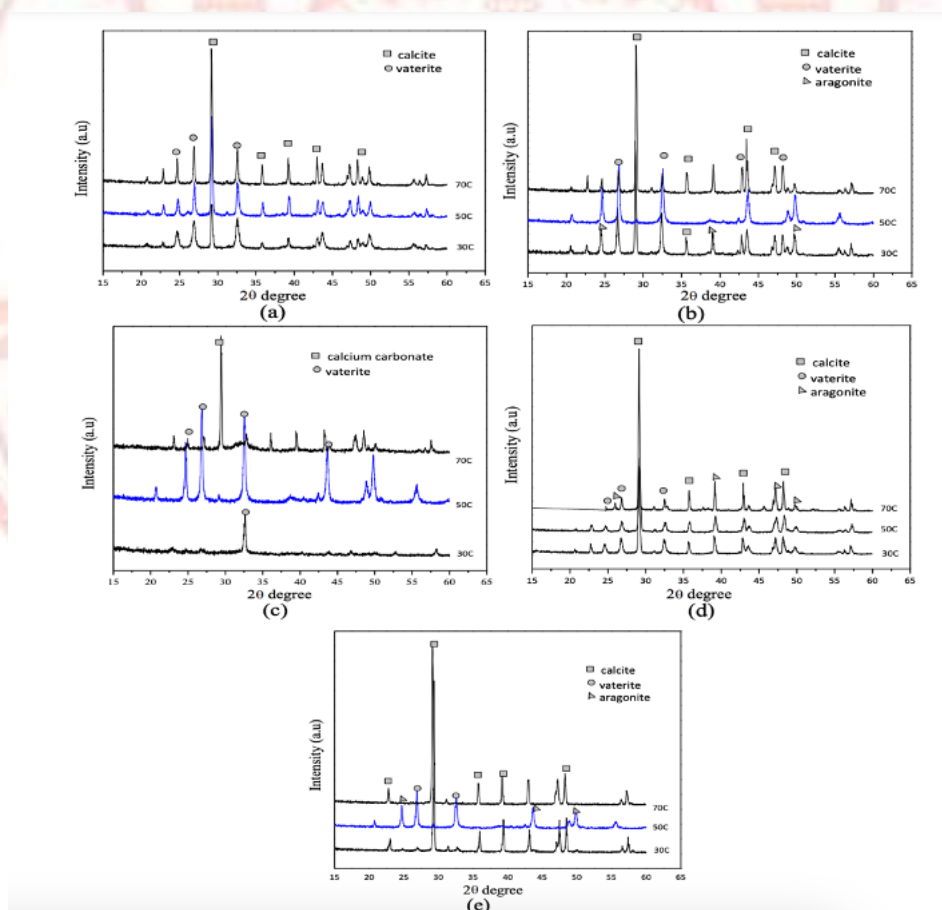 calcite
vaterite
Intensity (a.u)
70C
50C
30C
15 20 25 30 35 40 45 50 55 60 65
2θ degree
(a)
calcite
vaterite
aragonite
Intensity (a.u)
70C
50C
30C
15 20 25 30 35 40 45 50 55 60 65
2θ degree
(b)
calcium carbonate
vaterite
Intensity (a.u)
70C
50C
30C
15 20 25 30 35 40 45 50 55 60 65
2θ degree
(c)
calcite
vaterite
aragonite
Intensity (a.u)
70C
50C
30C
15 20 25 30 35 40 45 50 55 60 65
2θ degree
(d)
calcite
vaterite
aragonite
Intensity (a.u)
70C
50C
30C
15 20 25 30 35 40 45 50 55 60 65
2θ degree
(e)